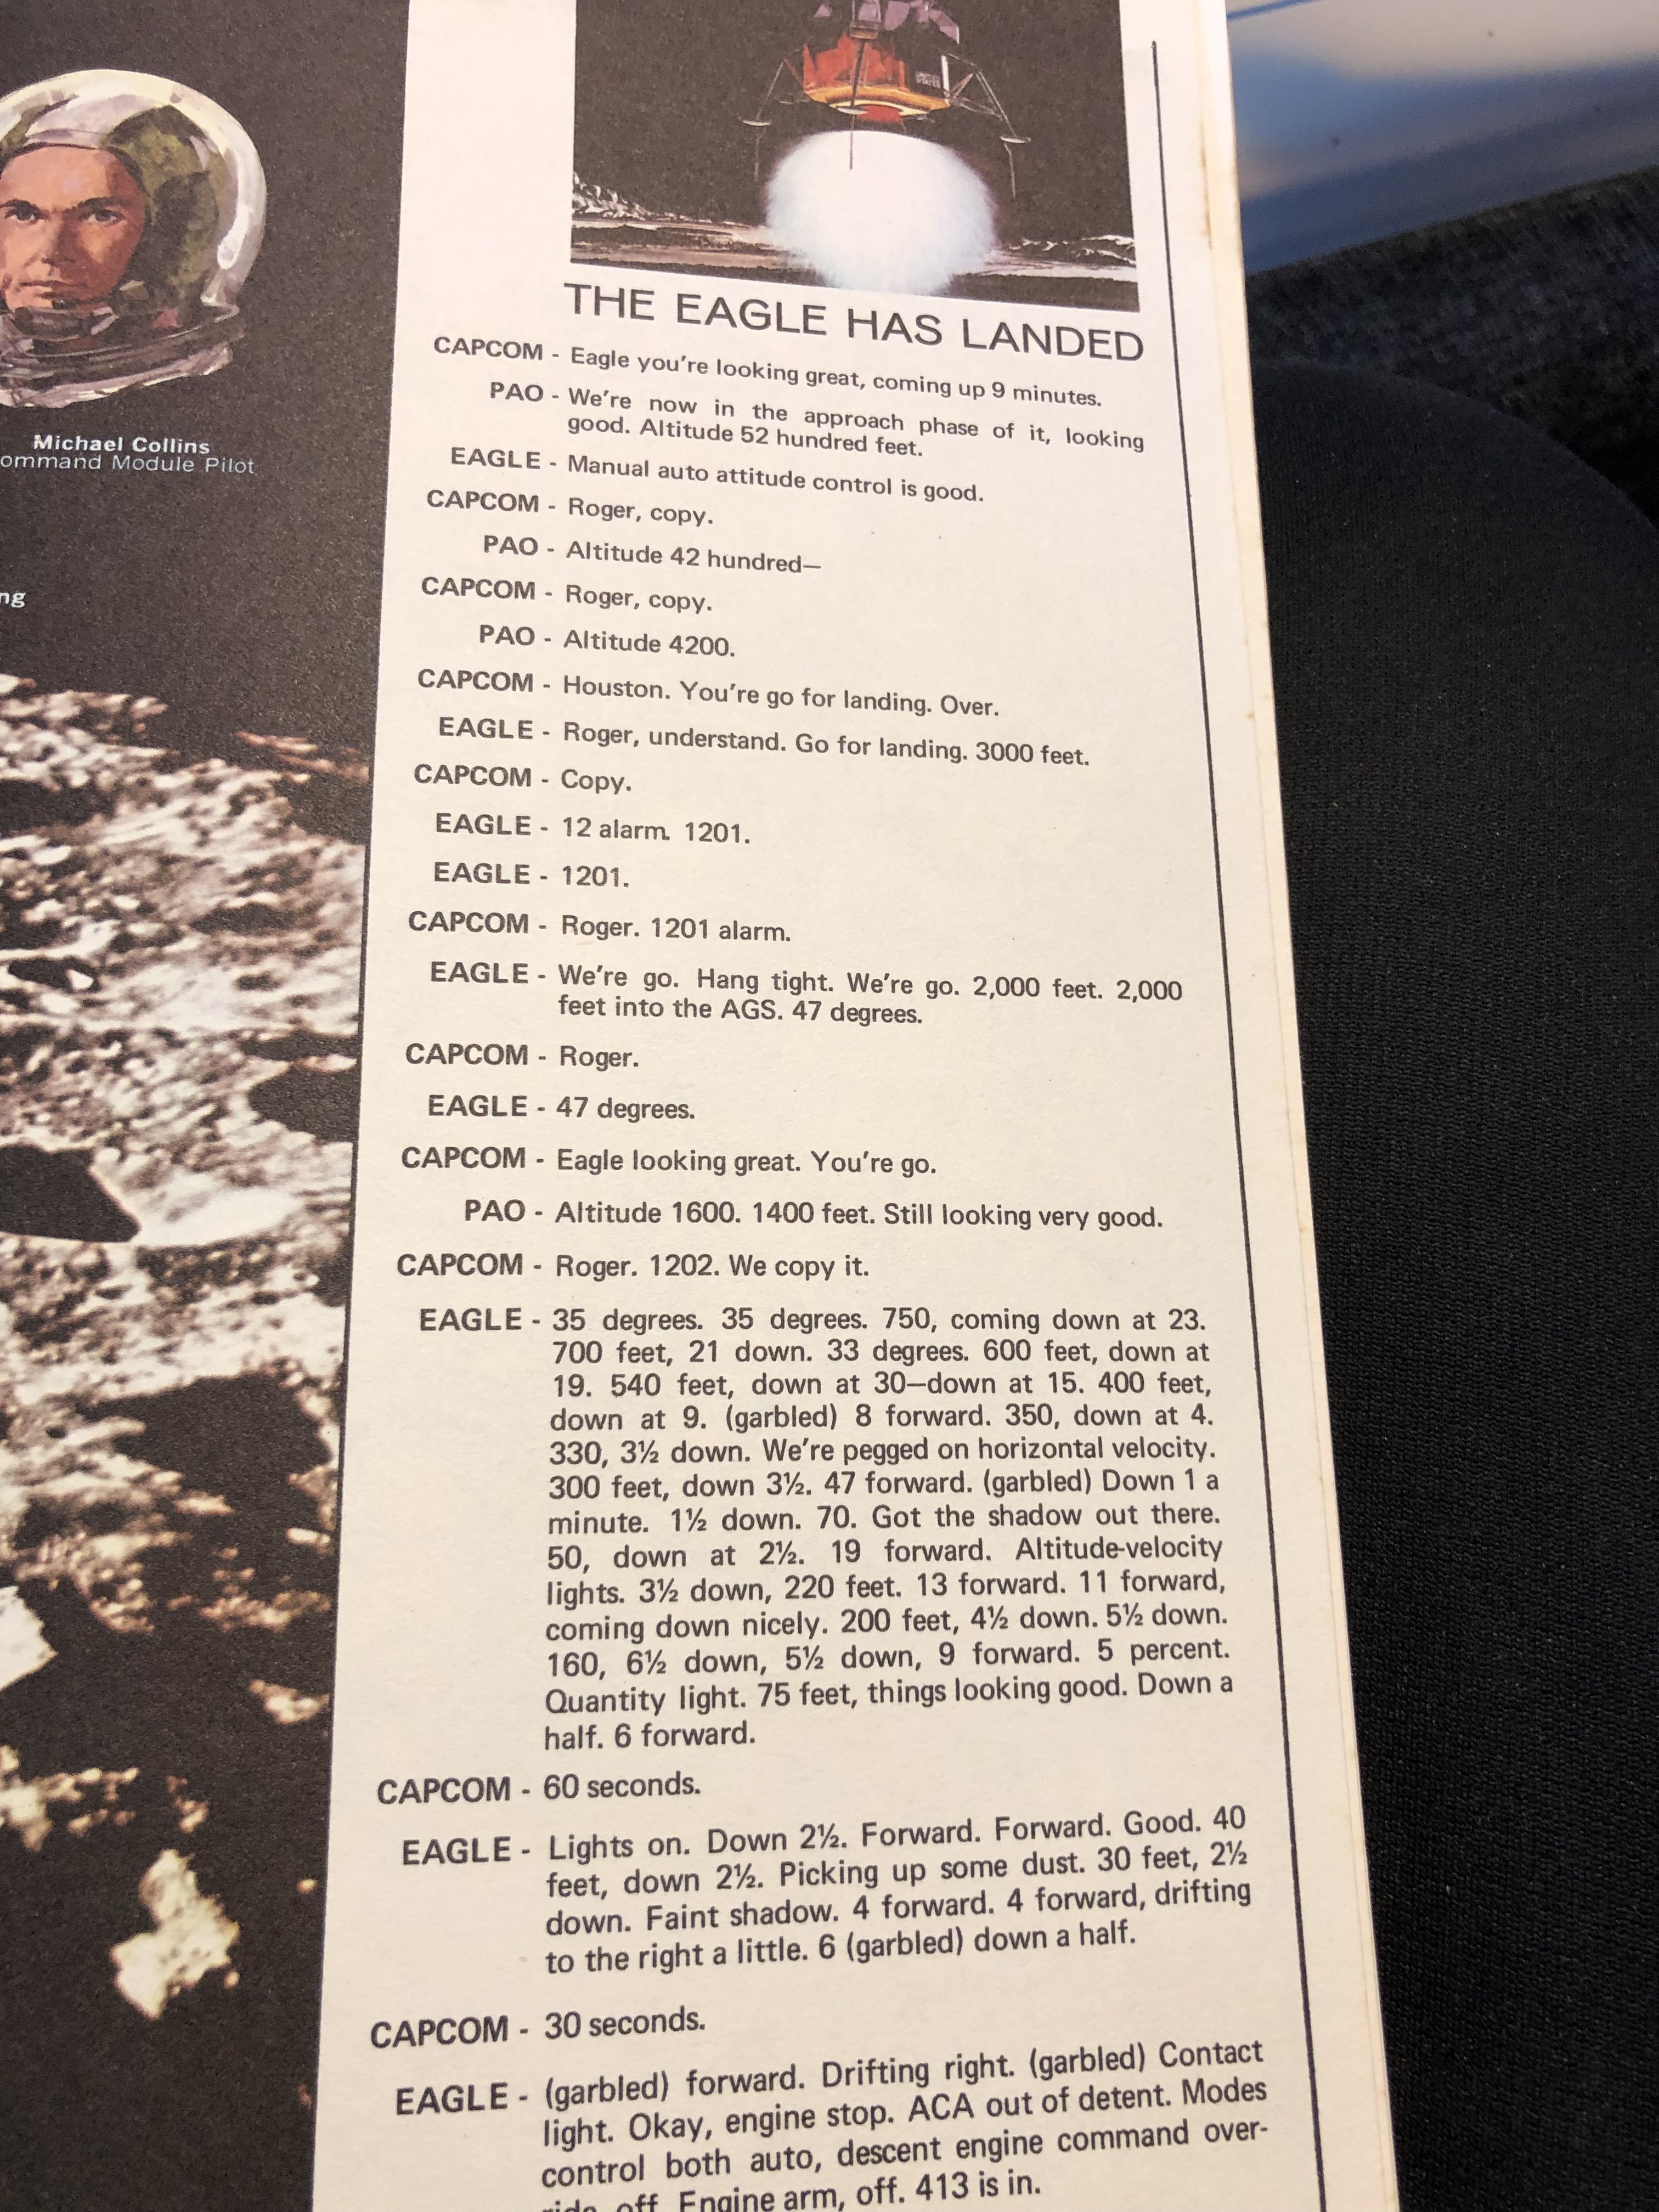 Michael Collins
ommand Module Pilot
ng
THE EAGLE HAS LANDED
CAPCOM - Eagle you're looking great, coming up 9 minutes.
PAO - We're now in the approach phase of it, looking
good. Altitude 52 hundred feet.
EAGLE - Manual auto attitude control is good.
CAPCOM - Roger, copy.
PAO - Altitude 42 hundred—
CAPCOM - Roger, copy.
PAO - Altitude 4200.
CAPCOM - Houston. You're go for landing. Over.
EAGLE - Roger, understand. Go for landing. 3000 feet.
CAPCOM - Copy.
EAGLE - 12 alarm. 1201.
EAGLE - 1201.
CAPCOM - Roger. 1201 alarm.
EAGLE - We're go. Hang tight. We're go. 2,000 feet. 2,000
feet into the AGS. 47 degrees.
CAPCOM - Roger.
EAGLE - 47 degrees.
CAPCOM - Eagle looking great. You're go.
PAO - Altitude 1600. 1400 feet. Still looking very good.
CAPCOM - Roger. 1202. We copy it.
EAGLE - 35 degrees. 35 degrees. 750, coming down at 23.
700 feet, 21 down. 33 degrees. 600 feet, down at
19. 540 feet, down at 30—down at 15. 400 feet,
down at 9. (garbled) 8 forward. 350, down at 4.
330, 3½ down. We're pegged on horizontal velocity.
300 feet, down 3½. 47 forward. (garbled) Down 1 a
minute. 1½ down. 70. Got the shadow out there.
50, down at 2½. 19 forward. Altitude-velocity
lights. 3½ down, 220 feet. 13 forward. 11 forward,
coming down nicely. 200 feet, 4½ down. 5½ down.
160, 6½ down, 5½ down, 9 forward. 5 percent.
Quantity light. 75 feet, things looking good. Down a
half. 6 forward.
CAPCOM - 60 seconds.
EAGLE - Lights on. Down 2½. Forward. Forward. Good. 40
feet, down 2½. Picking up some dust. 30 feet, 2½
down. Faint shadow. 4 forward. 4 forward, drifting
to the right a little. 6 (garbled) down a half.
CAPCOM - 30 seconds.
EAGLE - (garbled) forward. Drifting right. (garbled) Contact
light. Okay, engine stop. ACA out of detent. Modes
control both auto, descent engine command over-
ride, off. Engine arm, off. 413 is in.